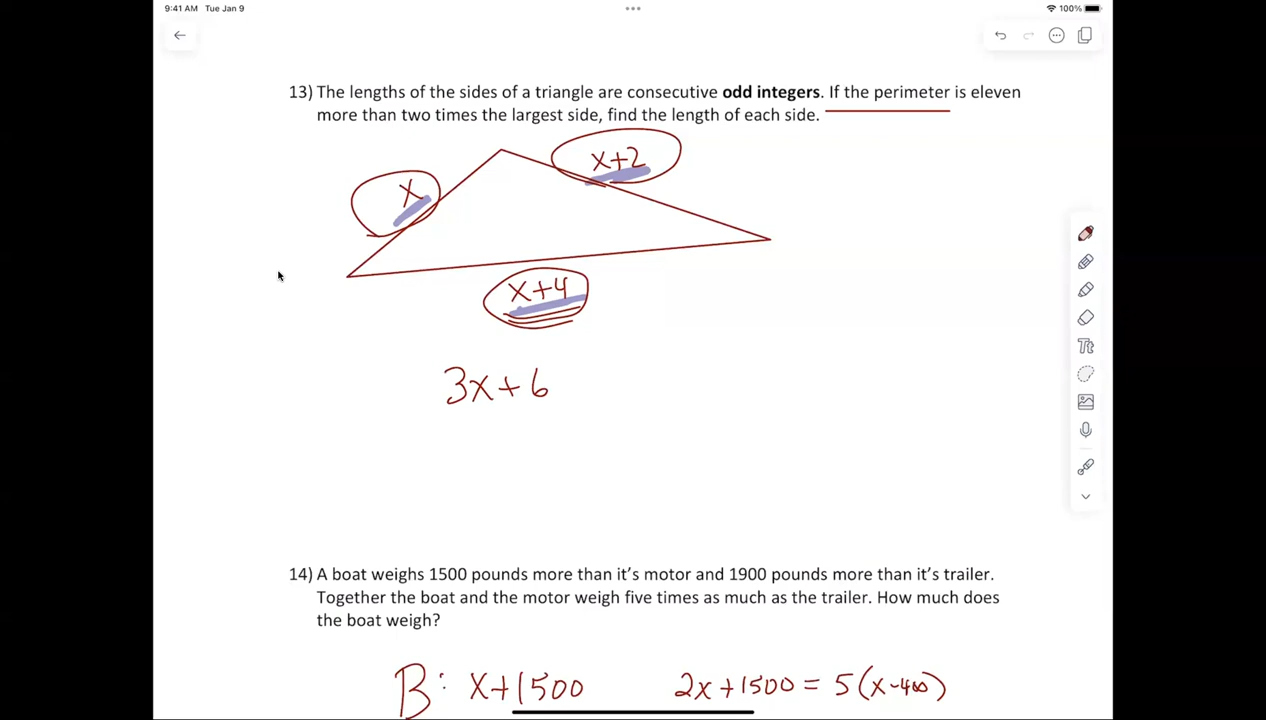 9:41 AM Tue Jan 9
100%
13) The lengths of the sides of a triangle are consecutive odd integers. If the perimeter is eleven
more than two times the largest side, find the length of each side.
x+2
x
x+4
3x+6
Tt
14) A boat weighs 1500 pounds more than it's motor and 1900 pounds more than it's trailer.
Together the boat and the motor weigh five times as much as the trailer. How much does
the boat weigh?
B: x+1500 2x+1500 = 5(x-400)